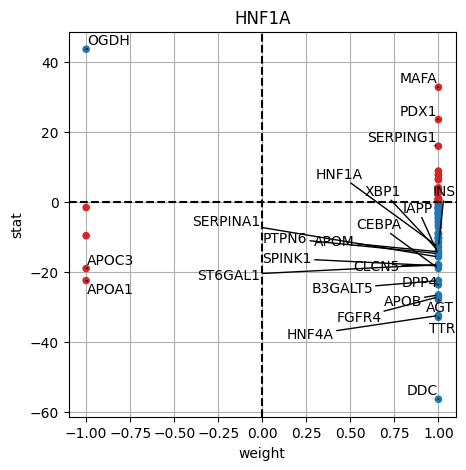 HNF1A
OGDH
MAFA
PDX1
SERPING1
HNF1A
XBP1
INS
IAPP
SERPINA1
CEBPA
PTPN6
APOM
APOC3
SPINK1
CLCN5
ST6GAL1
DPP4
APOA1
B3GALT5
APOB
AGT
FGFR4
HNF4A
TTR
DDC
40
20
0
−20
−40
−60
stat
−1.00
−0.75
−0.50
−0.25
0.00
0.25
0.50
0.75
1.00
weight